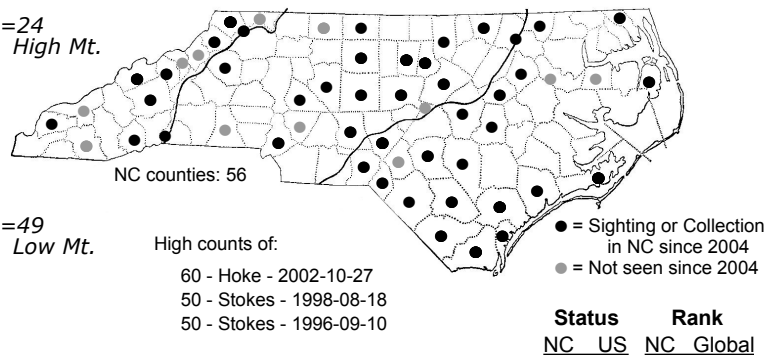 =24
High Mt.
NC counties: 56
=49
Low Mt.
High counts of:
60 - Hoke - 2002-10-27
50 - Stokes - 1998-08-18
50 - Stokes - 1996-09-10
● = Sighting or Collection
in NC since 2004
● = Not seen since 2004
Status Rank
NC US NC Global